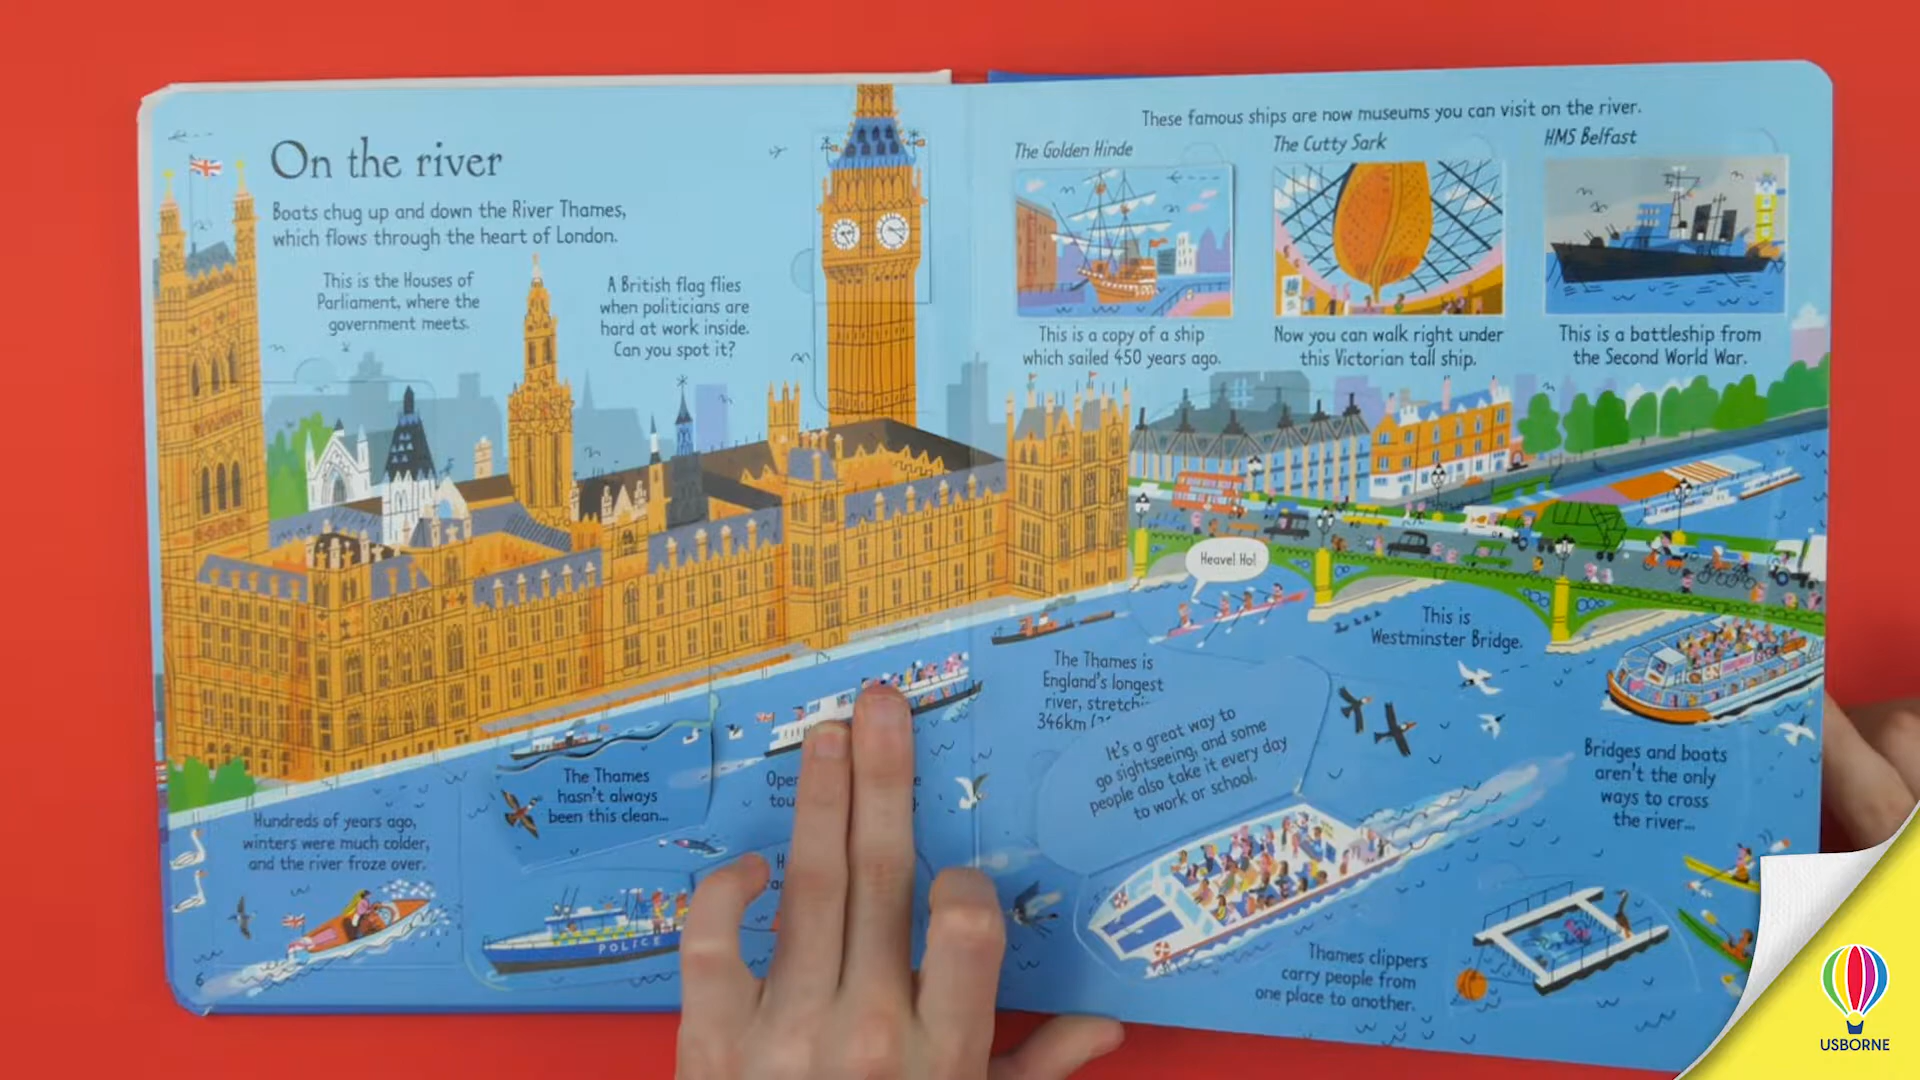 On the river
Boats chug up and down the River Thames,
which flows through the heart of London.
This is the Houses of
Parliament, where the
government meets.
A British flag flies
when politicians are
hard at work inside.
Can you spot it?
The Thames
hasn't always
been this clean...
Hundreds of years ago,
winters were much colder,
and the river froze over.
POLICE
6
These famous ships are now museums you can visit on the river.
The Golden Hinde
This is a copy of a ship
which sailed 450 years ago.
The Cutty Sark
Now you can walk right under
this Victorian tall ship.
HMS Belfast
This is a battleship from
the Second World War.
Heave! Ho!
This is
Westminster Bridge.
The Thames is
England's longest
river,
346km
It's a great way to
go sightseeing, and some
people also take it every day
to work or school.
Bridges and boats
aren't the only
ways to cross
the river...
Thames clippers
carry people from
one place to another.
USBORNE